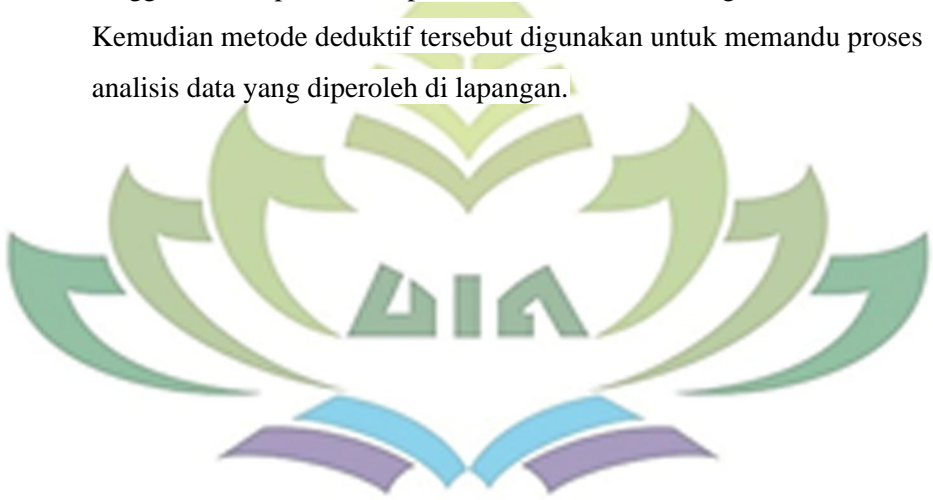 Kemudian metode deduktif tersebut digunakan untuk memandu proses
analisis data yang diperoleh di lapangan.